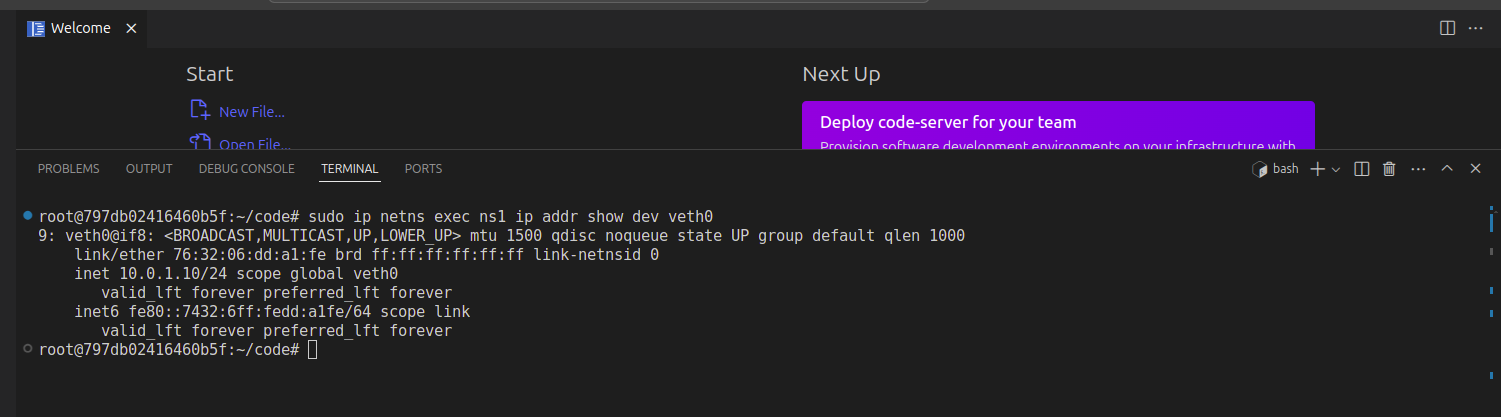 Welcome
Start
Next Up
New File...
Deploy code-server for your team
Open File...
Provision software development environments on your infrastructure with
PROBLEMS OUTPUT DEBUG CONSOLE TERMINAL PORTS bash
root@797db02416460b5f:~/code# sudo ip netns exec ns1 ip addr show dev veth0
9: veth0@if8: <BROADCAST,MULTICAST,UP,LOWER_UP> mtu 1500 qdisc noqueue state UP group default qlen 1000
    link/ether 76:32:06:dd:a1:fe brd ff:ff:ff:ff:ff:ff link-netnsid 0
    inet 10.0.1.10/24 scope global veth0
       valid_lft forever preferred_lft forever
    inet6 fe80::7432:6ff:fedd:a1fe/64 scope link
       valid_lft forever preferred_lft forever
root@797db02416460b5f:~/code#